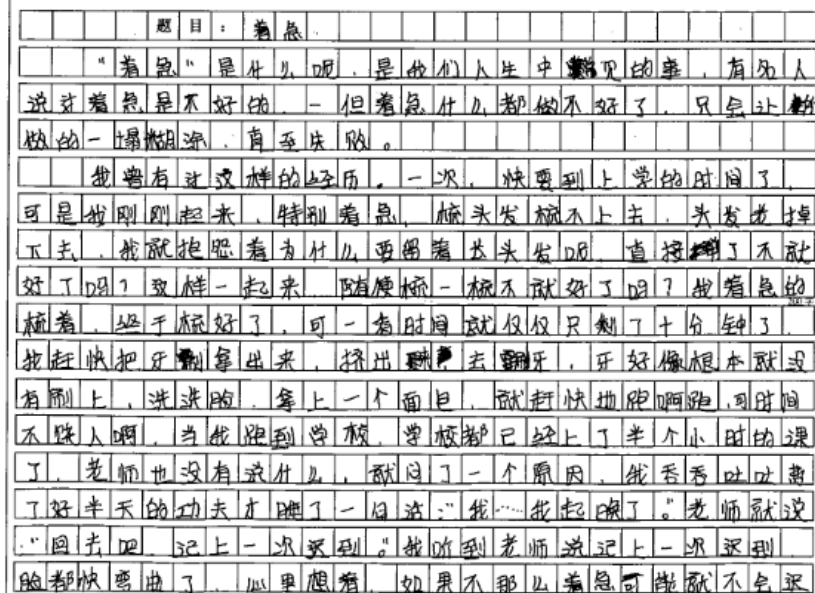 题目：着急
“着急“是什么呢，是我们人生中见的事，有名人
说过着急是不好的，一但着急什么都做不好了，只会让
做的一塌糊涂，直至失败。
我曾有过这样的经历。一次，快要到上学的时间了，
可是我刚刚起来，特别着急，梳头发梳不上去，头发老掉
下去，我就抱怨着为什么要留着长头发呢，直接了不就
好了吗？这样一起来，随便梳一梳不就好了吗？我着急的
梳着，终于梳好了，可一看时间就仅仅只剩了十分钟了，
我赶快把牙刷拿出来，挤出去刷牙，牙好像根本就没
有刷上，洗洗脸，拿上一个面包，就赶快地跑啊跑，可时间
不饶人啊，当我跑到学校，学校都已经上了半个小时的课
了，老师也没有说什么，就问了一个原因，我吞吞吐吐憋
了好半天的功夫才蹦了一句话：“我……我起晚了。”老师就说
：“回去吧，记上一次迟到。”我听到老师说记上一次迟到，
脸都快弯曲了，心里想着，如果不那么着急可能就不会迟